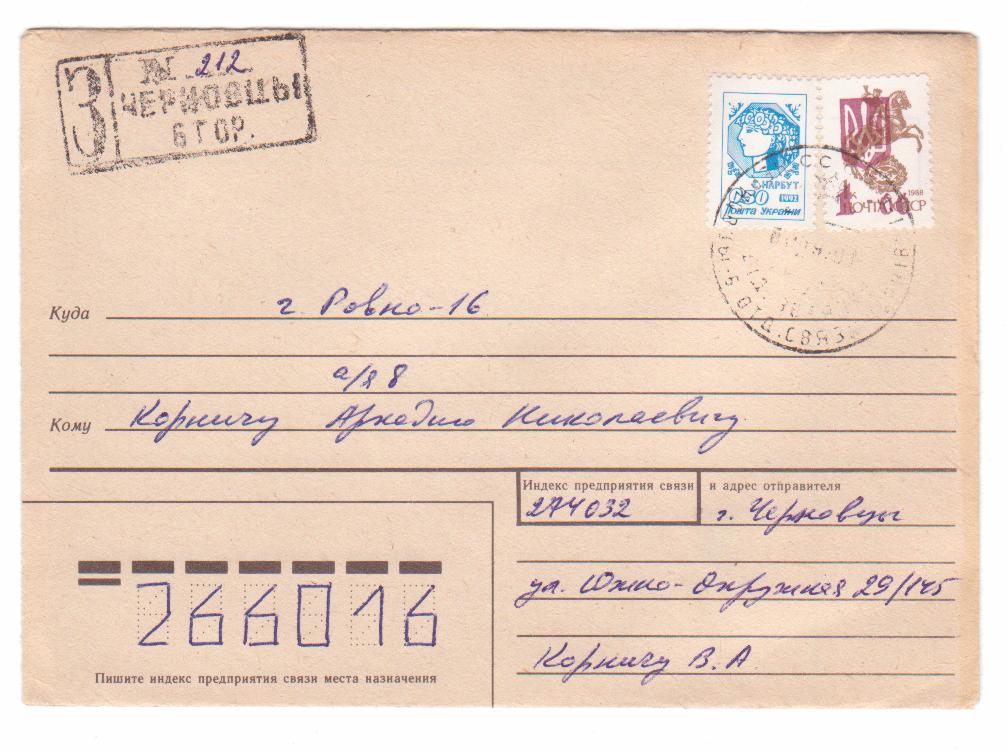 З № 212
ЧЕРНОВЦЫ
6 ГОР.
НАРБУТ
0.50 1992
Пошта України
1988
ПОЧТА СССР
Куда г. Ровно-16
а/я 8
Кому Корничу Аркадию Николаевичу
Индекс предприятия связи и адрес отправителя
274032 г. Черновцы
ул. Южно-Окружная 29/145
Корничу В. А
266016
Пишите индекс предприятия связи места назначения